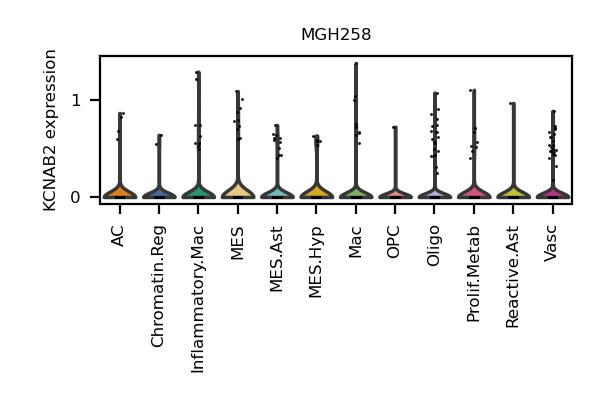 MGH258
KCNAB2 expression
1
0
AC
Chromatin.Reg
Inflammatory.Mac
MES
MES.Ast
MES.Hyp
Mac
OPC
Oligo
Prolif.Metab
Reactive.Ast
Vasc